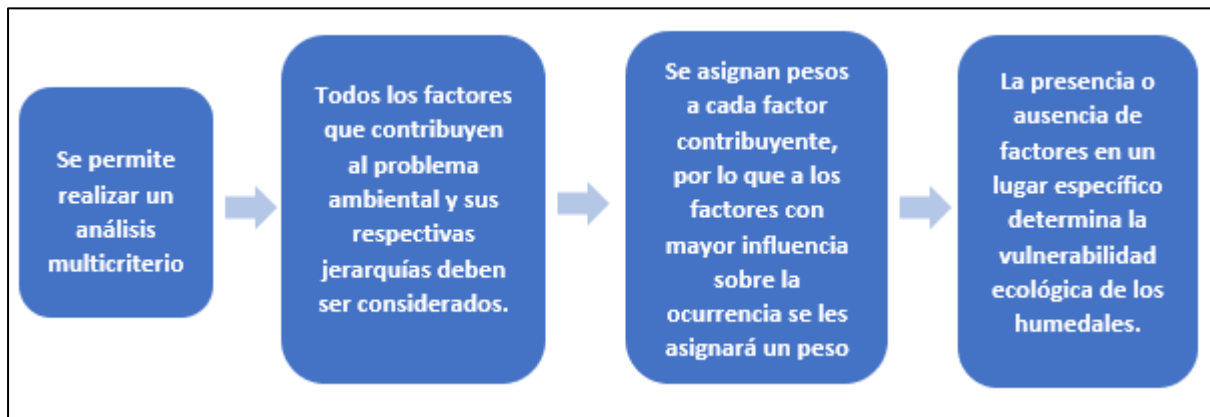 Se permite
realizar un
análisis
multicriterio
Todos los factores
que contribuyen
al problema
ambiental y sus
respectivas
jerarquías deben
ser considerados.
Se asignan pesos
a cada factor
contribuyente,
por lo que a los
factores con
mayor influencia
sobre la
ocurrencia se les
asignará un peso
La presencia o
ausencia de
factores en un
lugar específico
determina la
vulnerabilidad
ecológica de los
humedales.